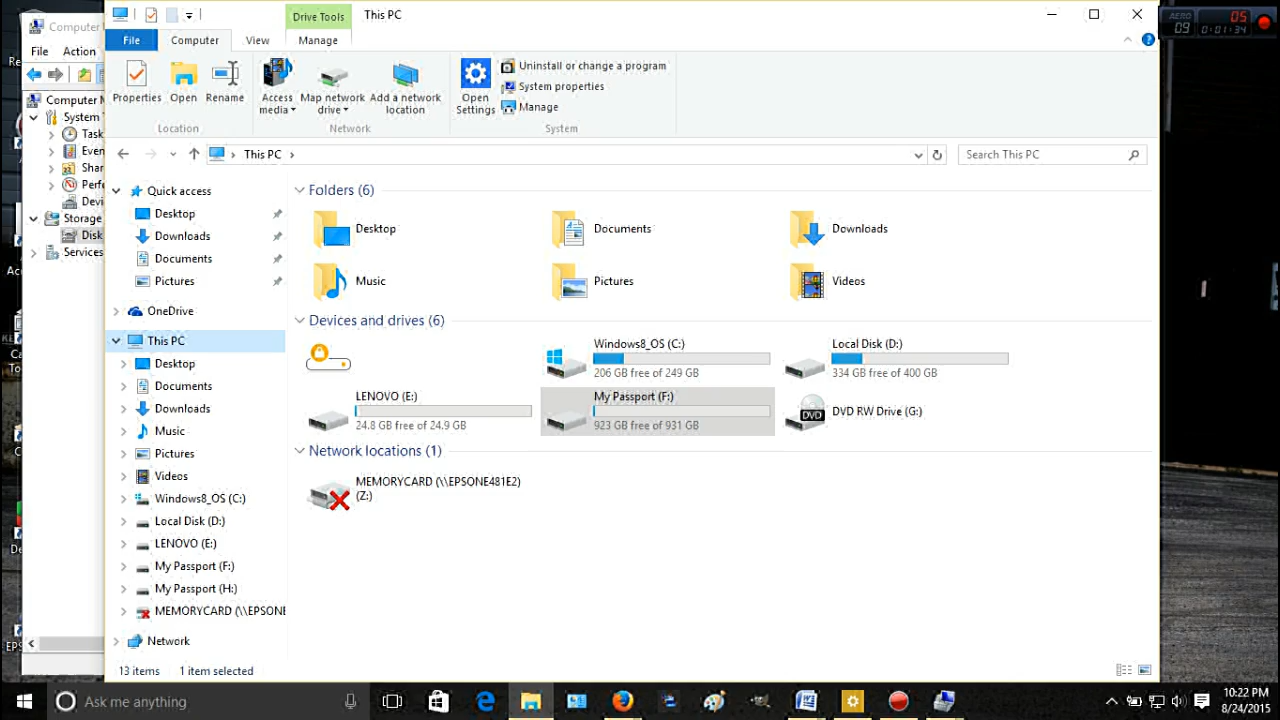 This PC
Drive Tools
Computer M
File
Computer
View
Manage
File
Action
Properties
Open
Rename
Access media
Map network drive
Add a network location
Open Settings
Uninstall or change a program
System properties
Manage
Location
Network
System
This PC
Search This PC
Computer M
System T
Task
Even
Shar
Perfo
Devi
Storage
Disk
Services
Quick access
Desktop
Downloads
Documents
Pictures
OneDrive
This PC
Desktop
Documents
Downloads
Music
Pictures
Videos
Windows8_OS (C:)
Local Disk (D:)
LENOVO (E:)
My Passport (F:)
My Passport (H:)
MEMORYCARD (\\EPSONE
Network
Folders (6)
Desktop
Documents
Downloads
Music
Pictures
Videos
Devices and drives (6)
Windows8_OS (C:)
206 GB free of 249 GB
Local Disk (D:)
334 GB free of 400 GB
LENOVO (E:)
24.8 GB free of 24.9 GB
My Passport (F:)
923 GB free of 931 GB
DVD
DVD RW Drive (G:)
Network locations (1)
MEMORYCARD (\\EPSONE481E2)
(Z:)
13 items
1 item selected
AERO
09
05
0:01:34
Ask me anything
10:22 PM
8/24/2015